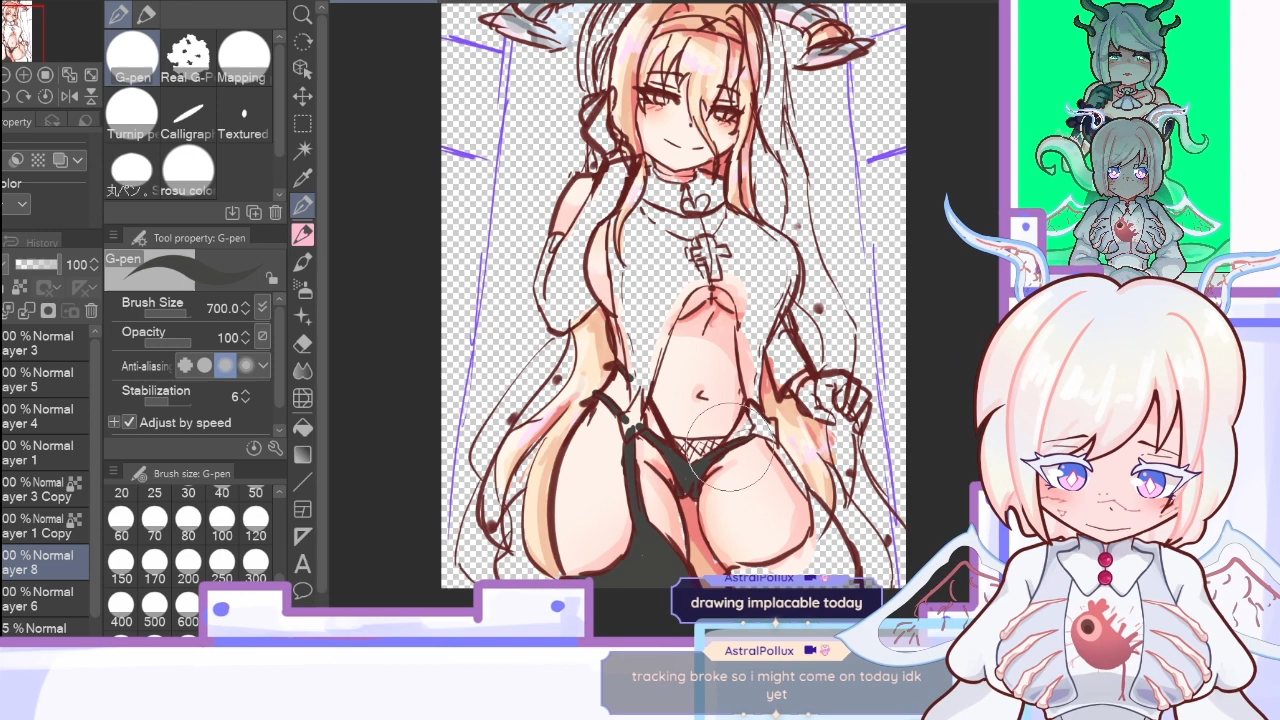 G-pen
Real G-P
Mapping
Turnip p
Calligrap
Textured
丸ペン。S
rosu colo
roperty
olor
History
100
Tool property: G-pen
G-pen
Brush Size
700.0
Opacity
100
Anti-aliasin
Stabilization
6
Adjust by speed
Brush size: G-pen
20 25 30 40 50
60 70 80 100 120
150 170 200 250 300
400 500 600
00 % Normal
ayer 3
00 % Normal
ayer 5
00 % Normal
ayer 4
00 % Normal
ayer 1
00 % Normal
ayer 3 Copy
00 % Normal
ayer 1 Copy
00 % Normal
ayer 8
00 % Normal
ayer 6
5 % Normal
A
AstralPollux
drawing implacable today
AstralPollux
tracking broke so i might come on today idk
yet